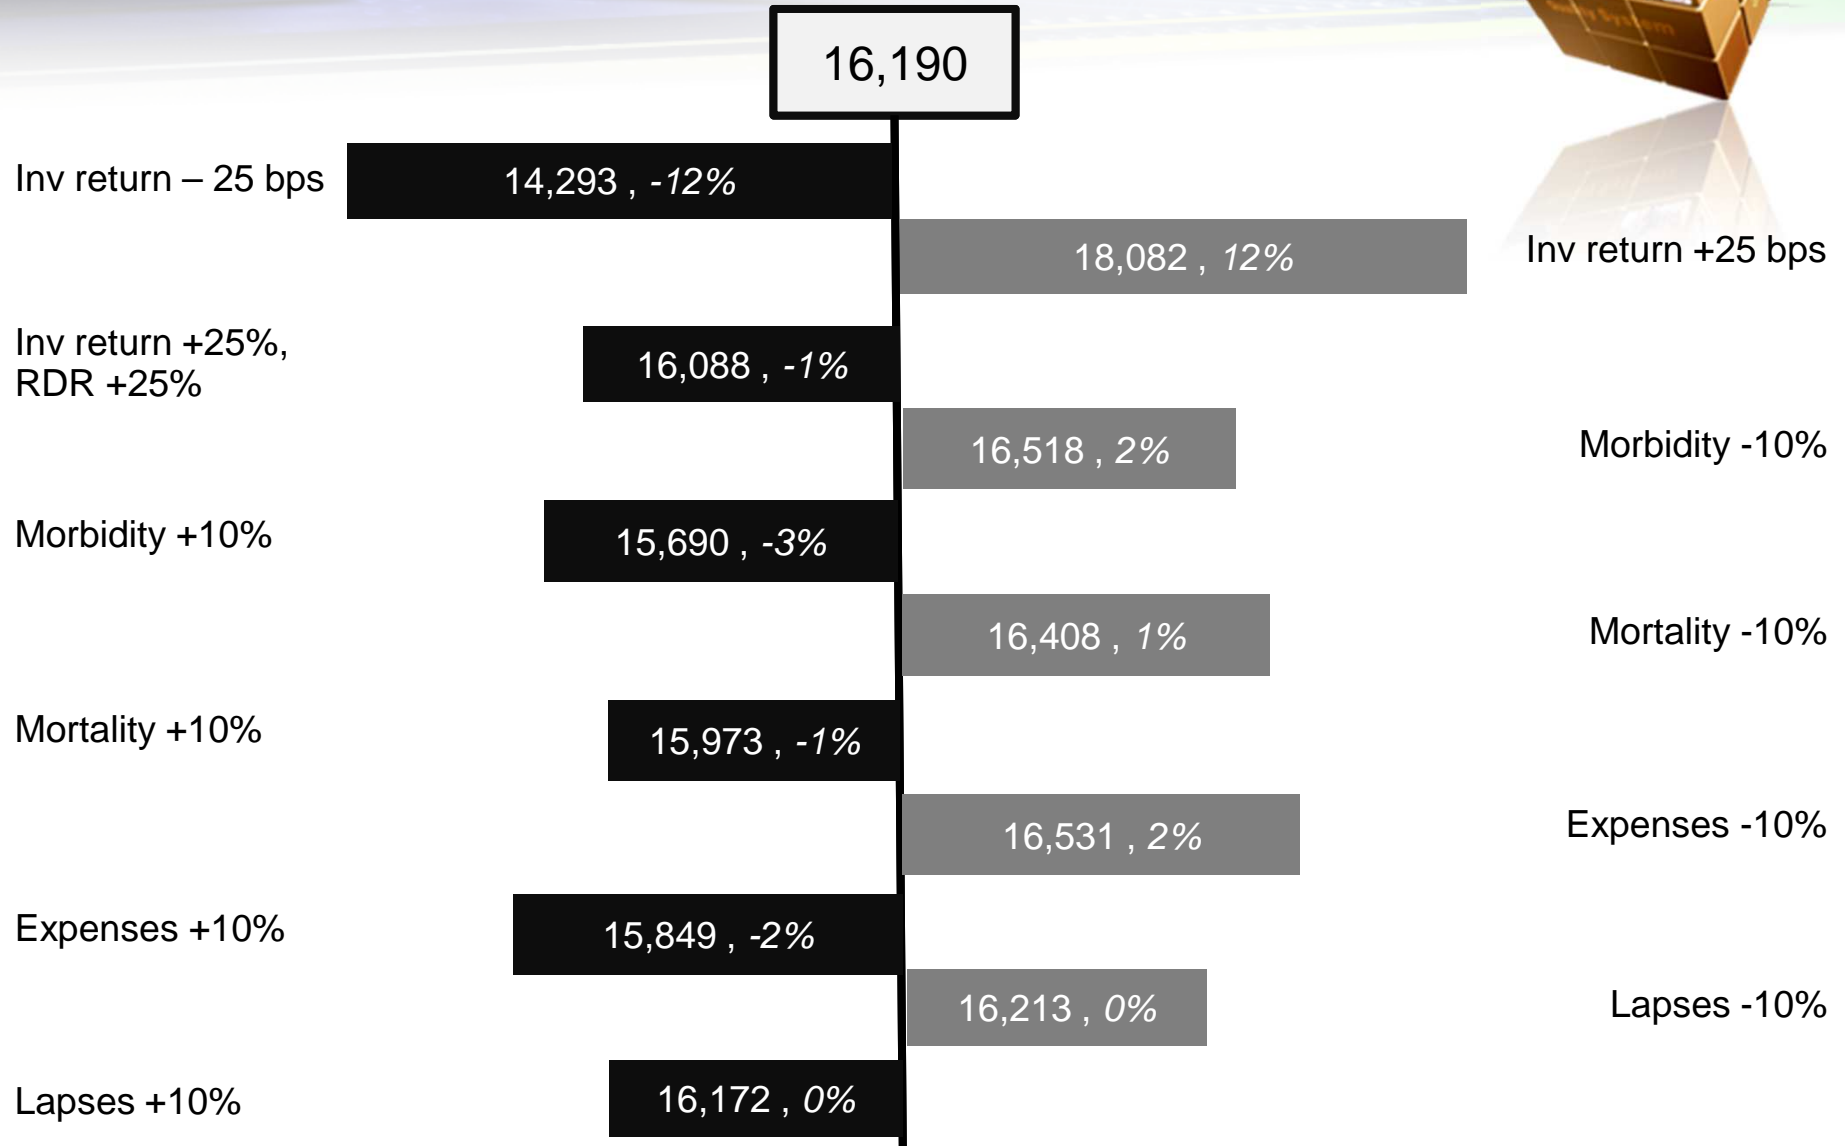 System
16,190
Inv return – 25 bps
14,293 , -12%
18,082 , 12%
Inv return +25 bps
Inv return +25%,
RDR +25%
16,088 , -1%
16,518 , 2%
Morbidity -10%
Morbidity +10%
15,690 , -3%
16,408 , 1%
Mortality -10%
Mortality +10%
15,973 , -1%
16,531 , 2%
Expenses -10%
Expenses +10%
15,849 , -2%
16,213 , 0%
Lapses -10%
Lapses +10%
16,172 , 0%